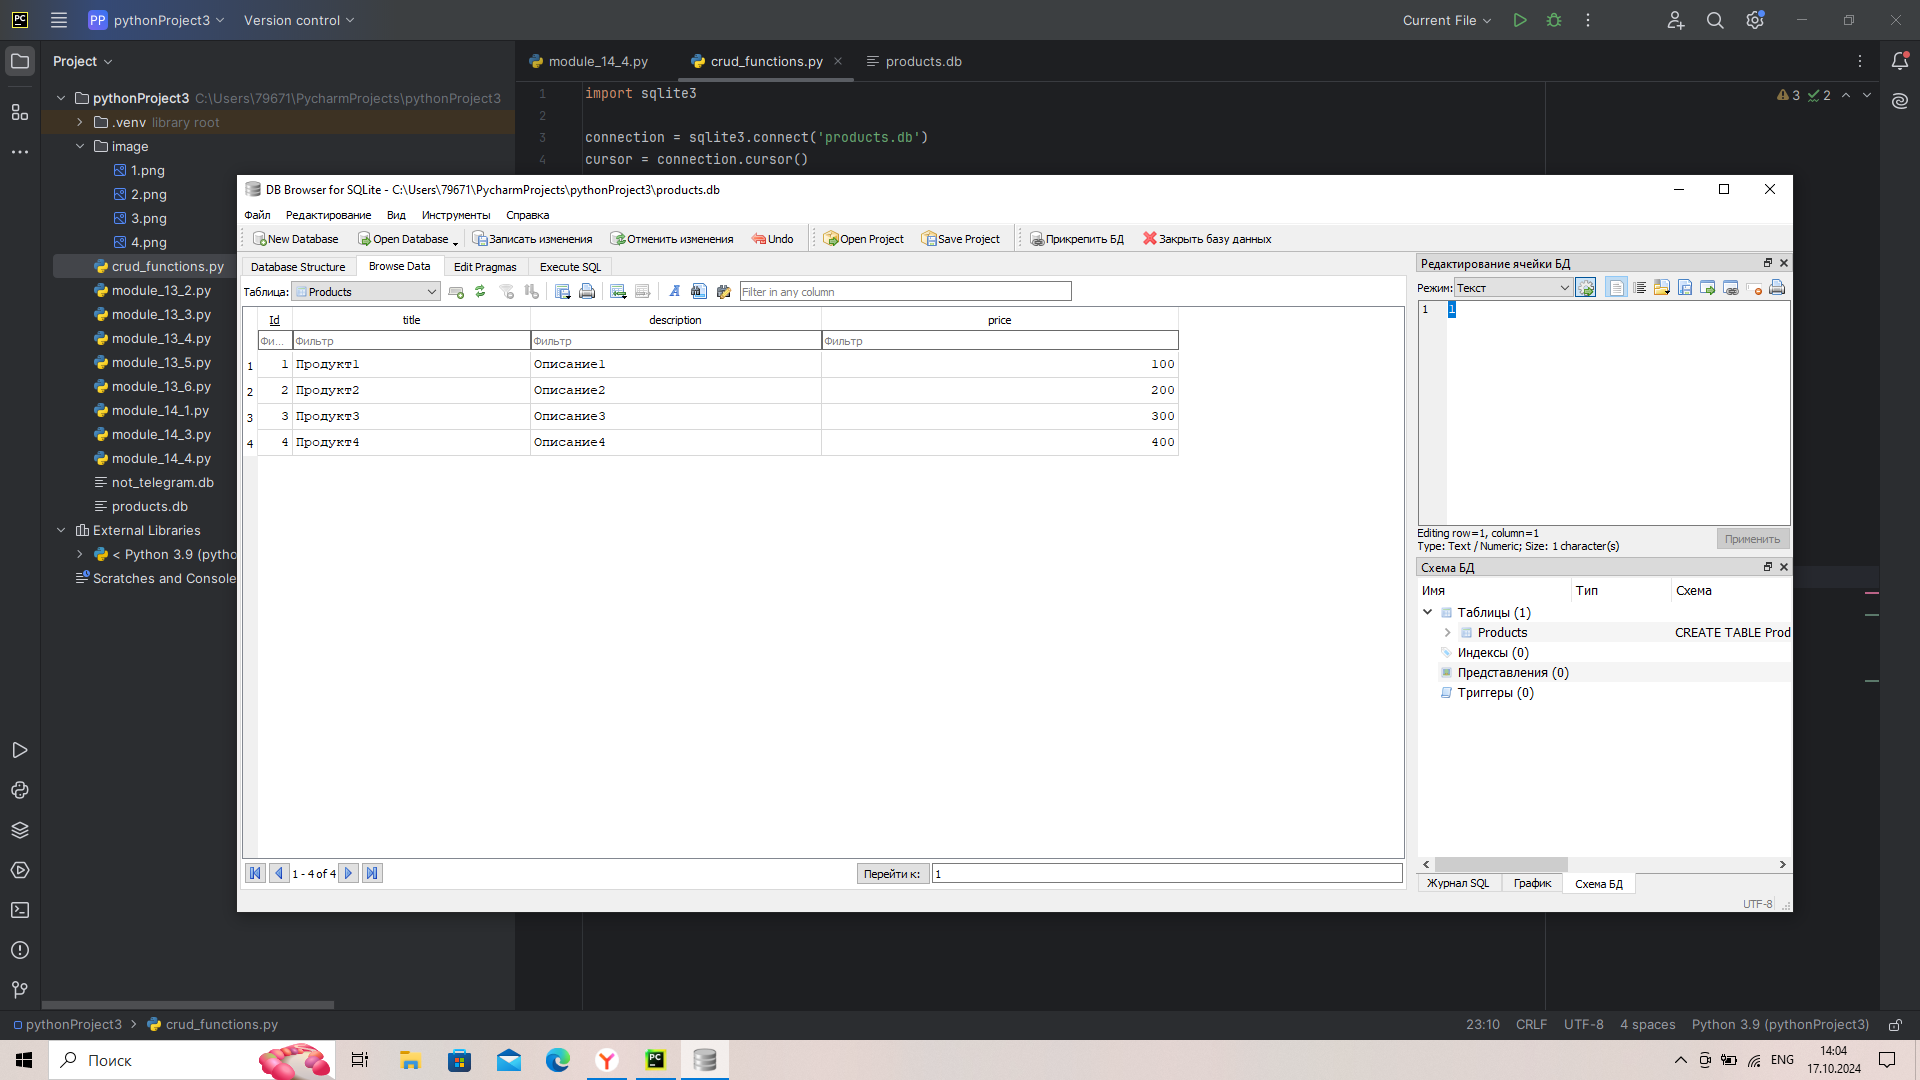 PC
PP pythonProject3
Version control
Current File
Project
module_14_4.py
crud_functions.py
products.db
pythonProject3 C:\Users\79671\PycharmProjects\pythonProject3
.venv library root
image
1.png
2.png
3.png
4.png
crud_functions.py
module_13_2.py
module_13_3.py
module_13_4.py
module_13_5.py
module_13_6.py
module_14_1.py
module_14_3.py
module_14_4.py
not_telegram.db
products.db
External Libraries
< Python 3.9 (pytho
Scratches and Console
1 import sqlite3
2
3 connection = sqlite3.connect('products.db')
4 cursor = connection.cursor()
3 2
DB Browser for SQLite - C:\Users\79671\PycharmProjects\pythonProject3\products.db
Файл Редактирование Вид Инструменты Справка
New Database Open Database Записать изменения Отменить изменения Undo Open Project Save Project Прикрепить БД Закрыть базу данных
Database Structure Browse Data Edit Pragmas Execute SQL
Таблица: Products Filter in any column
Id title description price
Фи... Фильтр Фильтр Фильтр
1 1 Продукт1 Описание1 100
2 2 Продукт2 Описание2 200
3 3 Продукт3 Описание3 300
4 4 Продукт4 Описание4 400
1 - 4 of 4
Перейти к: 1
Редактирование ячейки БД
Режим: Текст
1 1
Editing row=1, column=1
Type: Text / Numeric; Size: 1 character(s)
Применить
Схема БД
Имя Тип Схема
Таблицы (1)
Products CREATE TABLE Prod
Индексы (0)
Представления (0)
Триггеры (0)
Журнал SQL График Схема БД
UTF-8
pythonProject3 > crud_functions.py
23:10 CRLF UTF-8 4 spaces Python 3.9 (pythonProject3)
Поиск
PC
ENG
14:04
17.10.2024